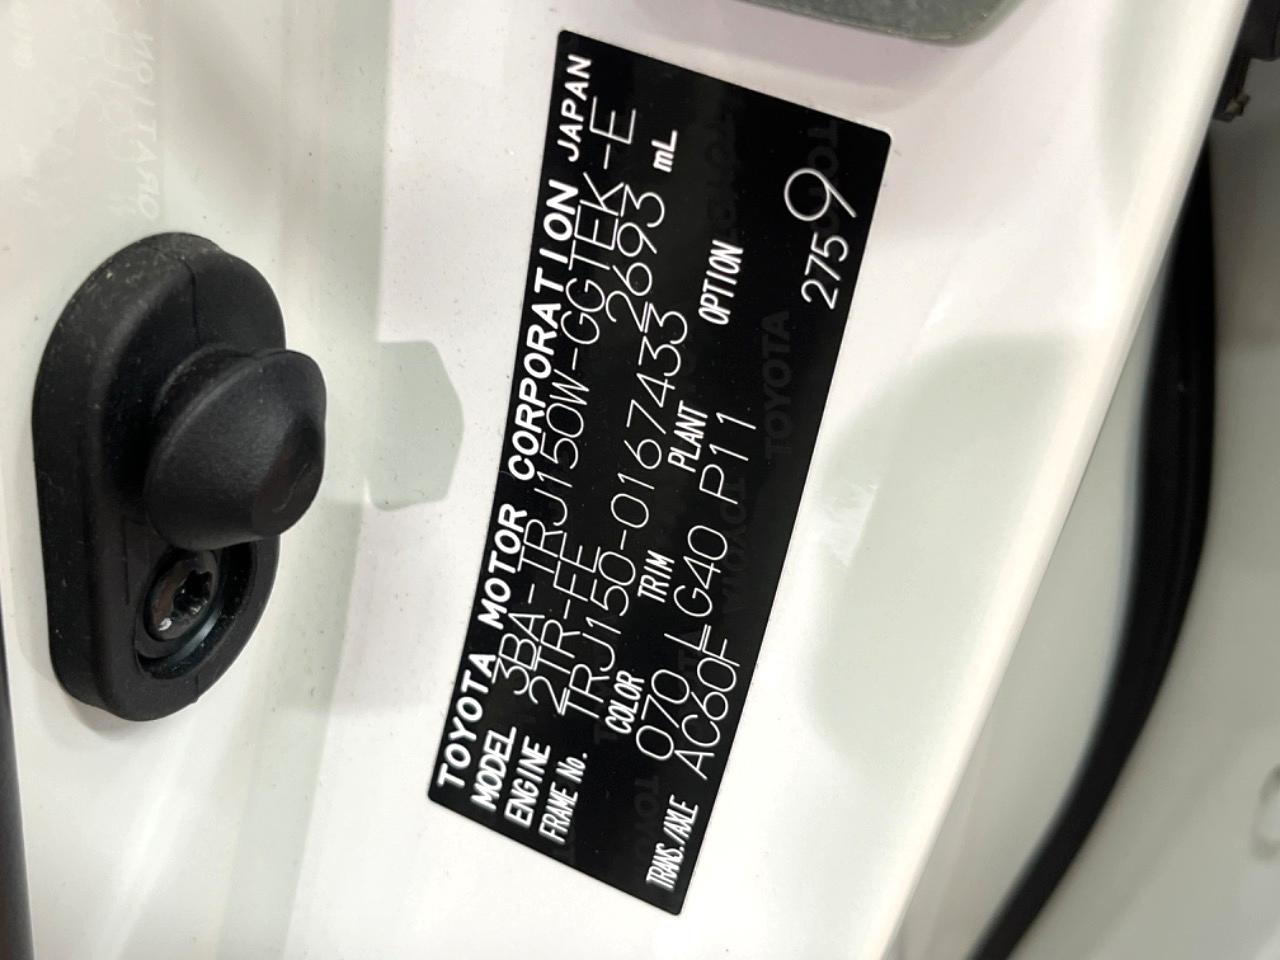 TOYOTA MOTOR CORPORATION JAPAN
MODEL 3BA-TRJ150W-GGTEK-E
ENGINE 2TR-FE 2693 mL
FRAME No. TRJ150-0167433
COLOR TRIM PLANT OPTION
070 LG40 P11
TRANS./AXLE AC60F
2759